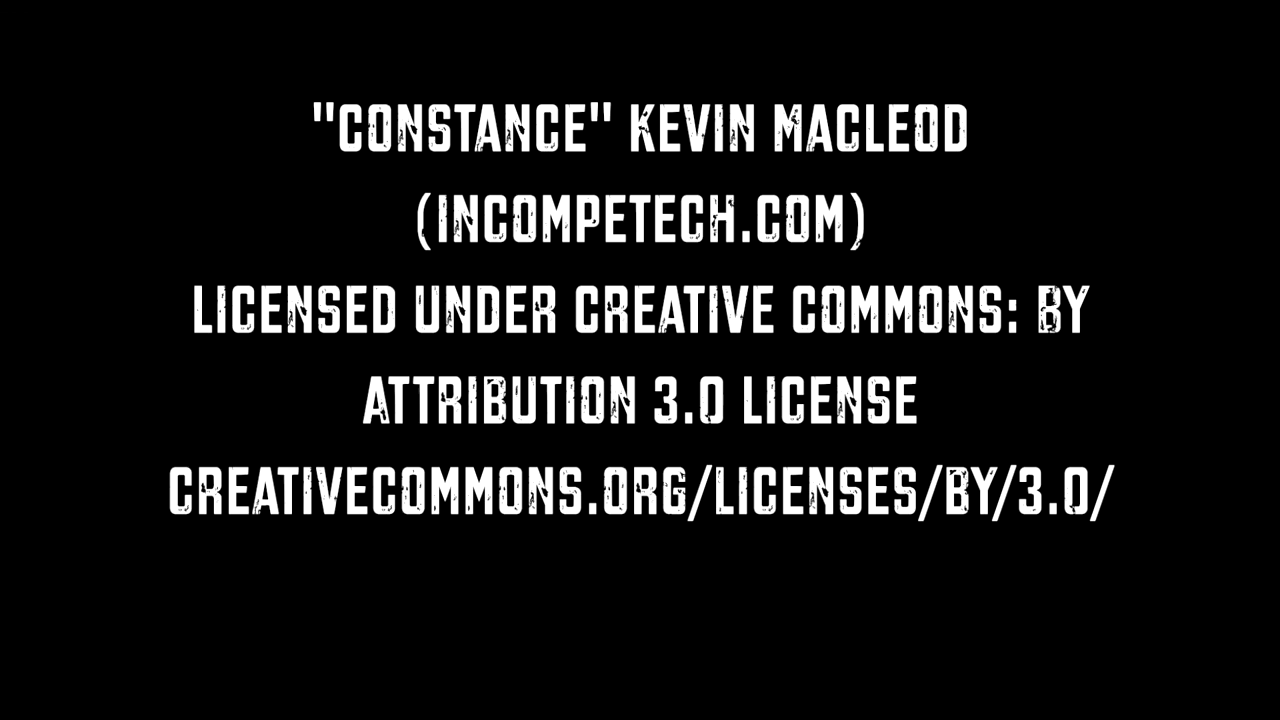 "CONSTANCE" KEVIN MACLEOD
(INCOMPETECH.COM)
LICENSED UNDER CREATIVE COMMONS: BY
ATTRIBUTION 3.0 LICENSE
CREATIVECOMMONS.ORG/LICENSES/BY/3.0/